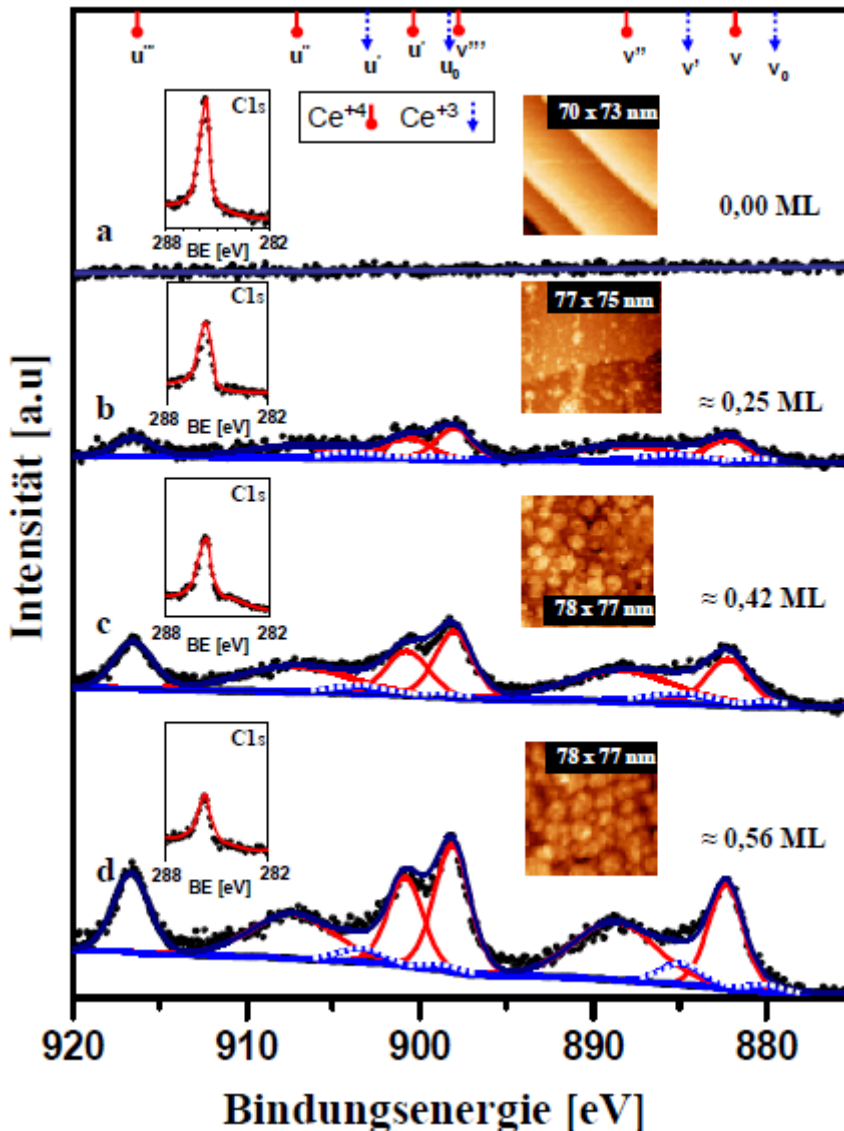 u''' u'' u' u' u₀ v''' v'' v' v v₀
Ce⁺⁴ Ce⁺³
C1s
70 x 73 nm
0,00 ML
a
288 282
BE [eV]
C1s
77 x 75 nm
≈ 0,25 ML
b
288 282
BE [eV]
C1s
78 x 77 nm
≈ 0,42 ML
c
288 282
BE [eV]
C1s
78 x 77 nm
≈ 0,56 ML
d
288 282
BE [eV]
Intensität [a.u]
920 910 900 890 880
Bindungsenergie [eV]